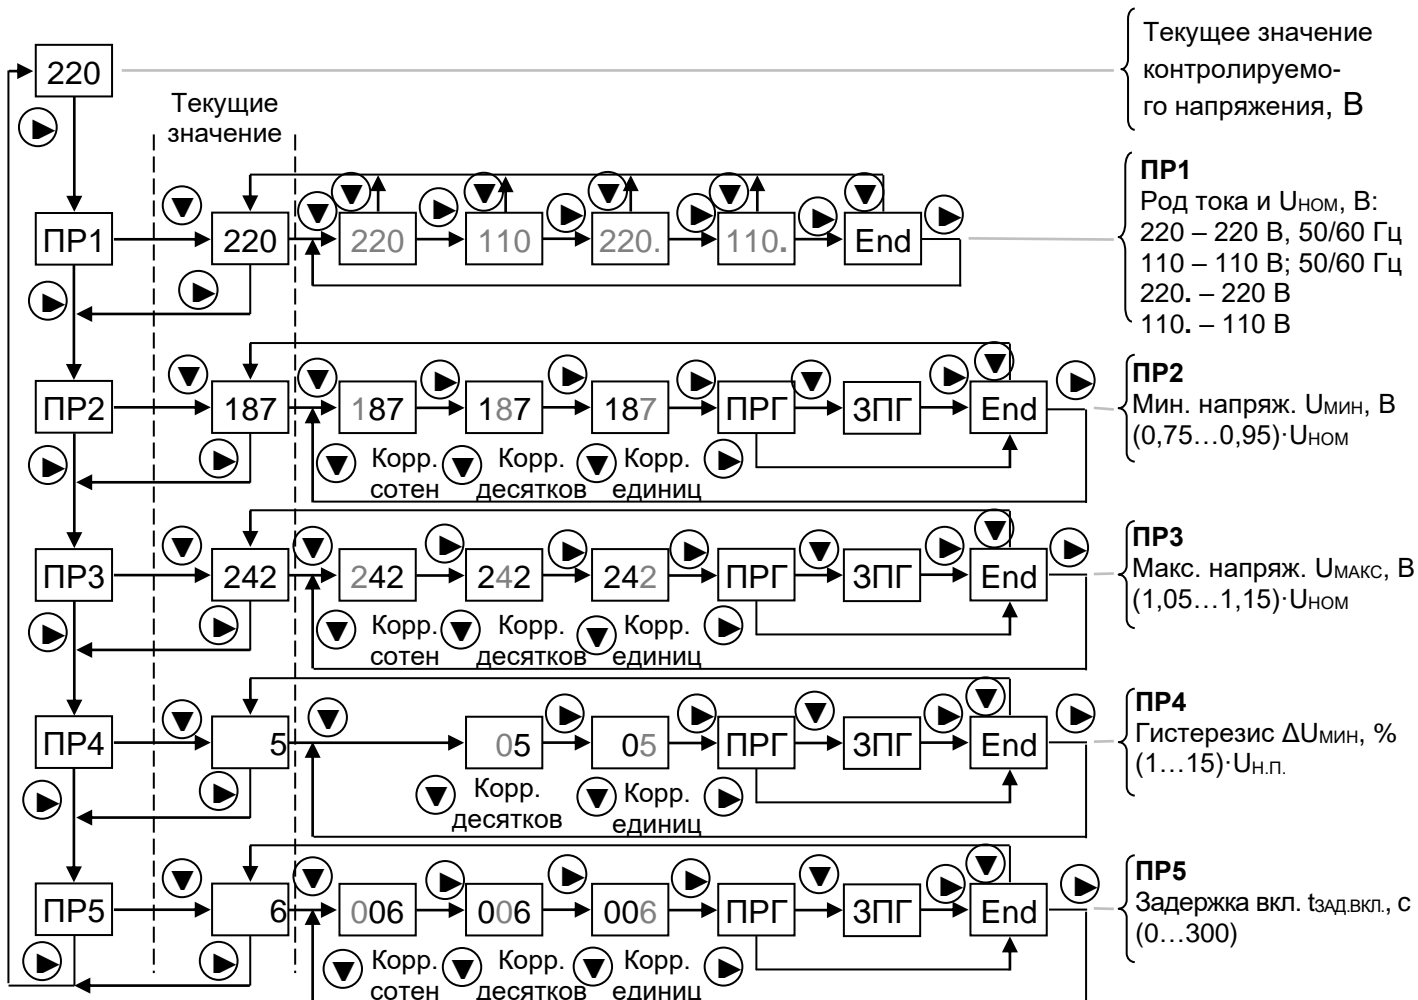 220
Текущее значение
контролируемо-
го напряжения, В
Текущие
значение
ПР1
220
220
110
220.
110.
End
ПР1
Род тока и UНОМ, В:
220 – 220 В, 50/60 Гц
110 – 110 В; 50/60 Гц
220. – 220 В
110. – 110 В
ПР2
187
187
187
187
ПРГ
ЗПГ
End
Корр.
сотен
Корр.
десятков
Корр.
единиц
ПР2
Мин. напряж. UМИН, В
(0,75...0,95)·UНОМ
ПР3
242
242
242
242
ПРГ
ЗПГ
End
Корр.
сотен
Корр.
десятков
Корр.
единиц
ПР3
Макс. напряж. UМАКС, В
(1,05...1,15)·UНОМ
ПР4
5
05
05
ПРГ
ЗПГ
End
Корр.
десятков
Корр.
единиц
ПР4
Гистерезис ΔUМИН, %
(1...15)·UН.П.
ПР5
6
006
006
006
ПРГ
ЗПГ
End
Корр.
сотен
Корр.
десятков
Корр.
единиц
ПР5
Задержка вкл. tЗАД.ВКЛ., с
(0...300)